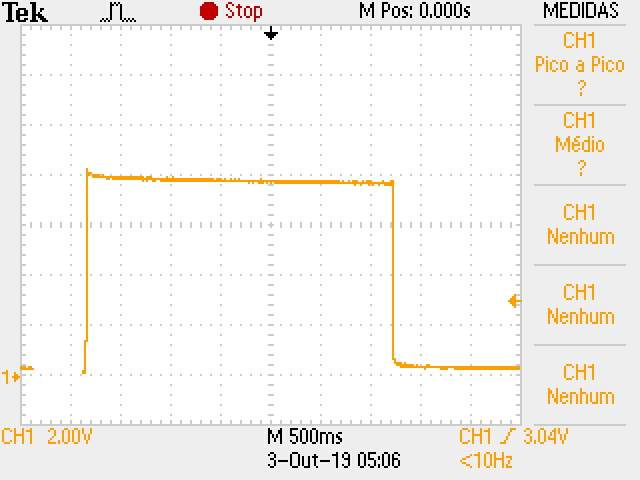 Tek Stop M Pos: 0.000s MEDIDAS
CH1
Pico a Pico
?
CH1
Médio
?
CH1
Nenhum
CH1
Nenhum
CH1
Nenhum
1
CH1 2.00V M 500ms CH1 3.04V
3-Out-19 05:06 <10Hz